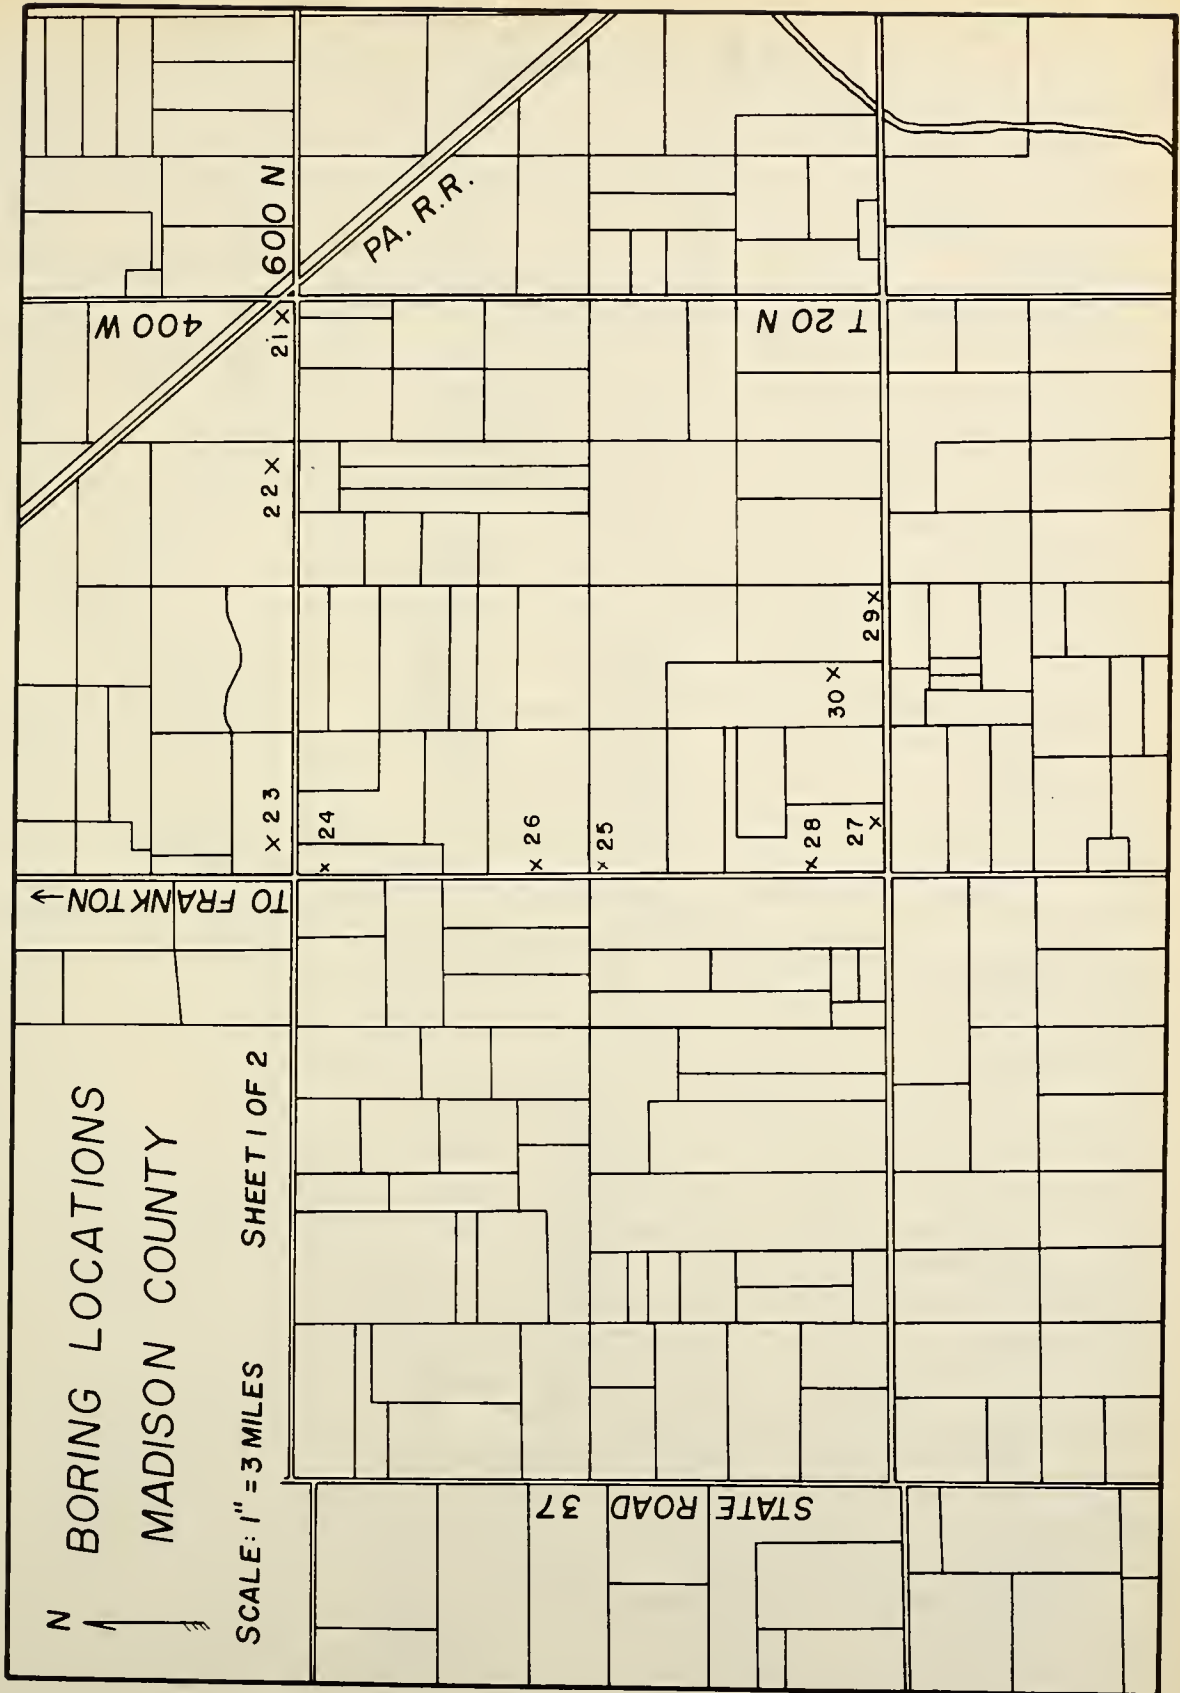 BORING LOCATIONS
MADISON COUNTY
SCALE: 1" = 3 MILES
SHEET 1 OF 2
N
TO FRANKTON
400 W
600 N
PA. R.R.
STATE ROAD 37
T 20 N
21 X
22 X
X 23
X 24
X 26
X 25
X 28
27 X
30 X
29 X